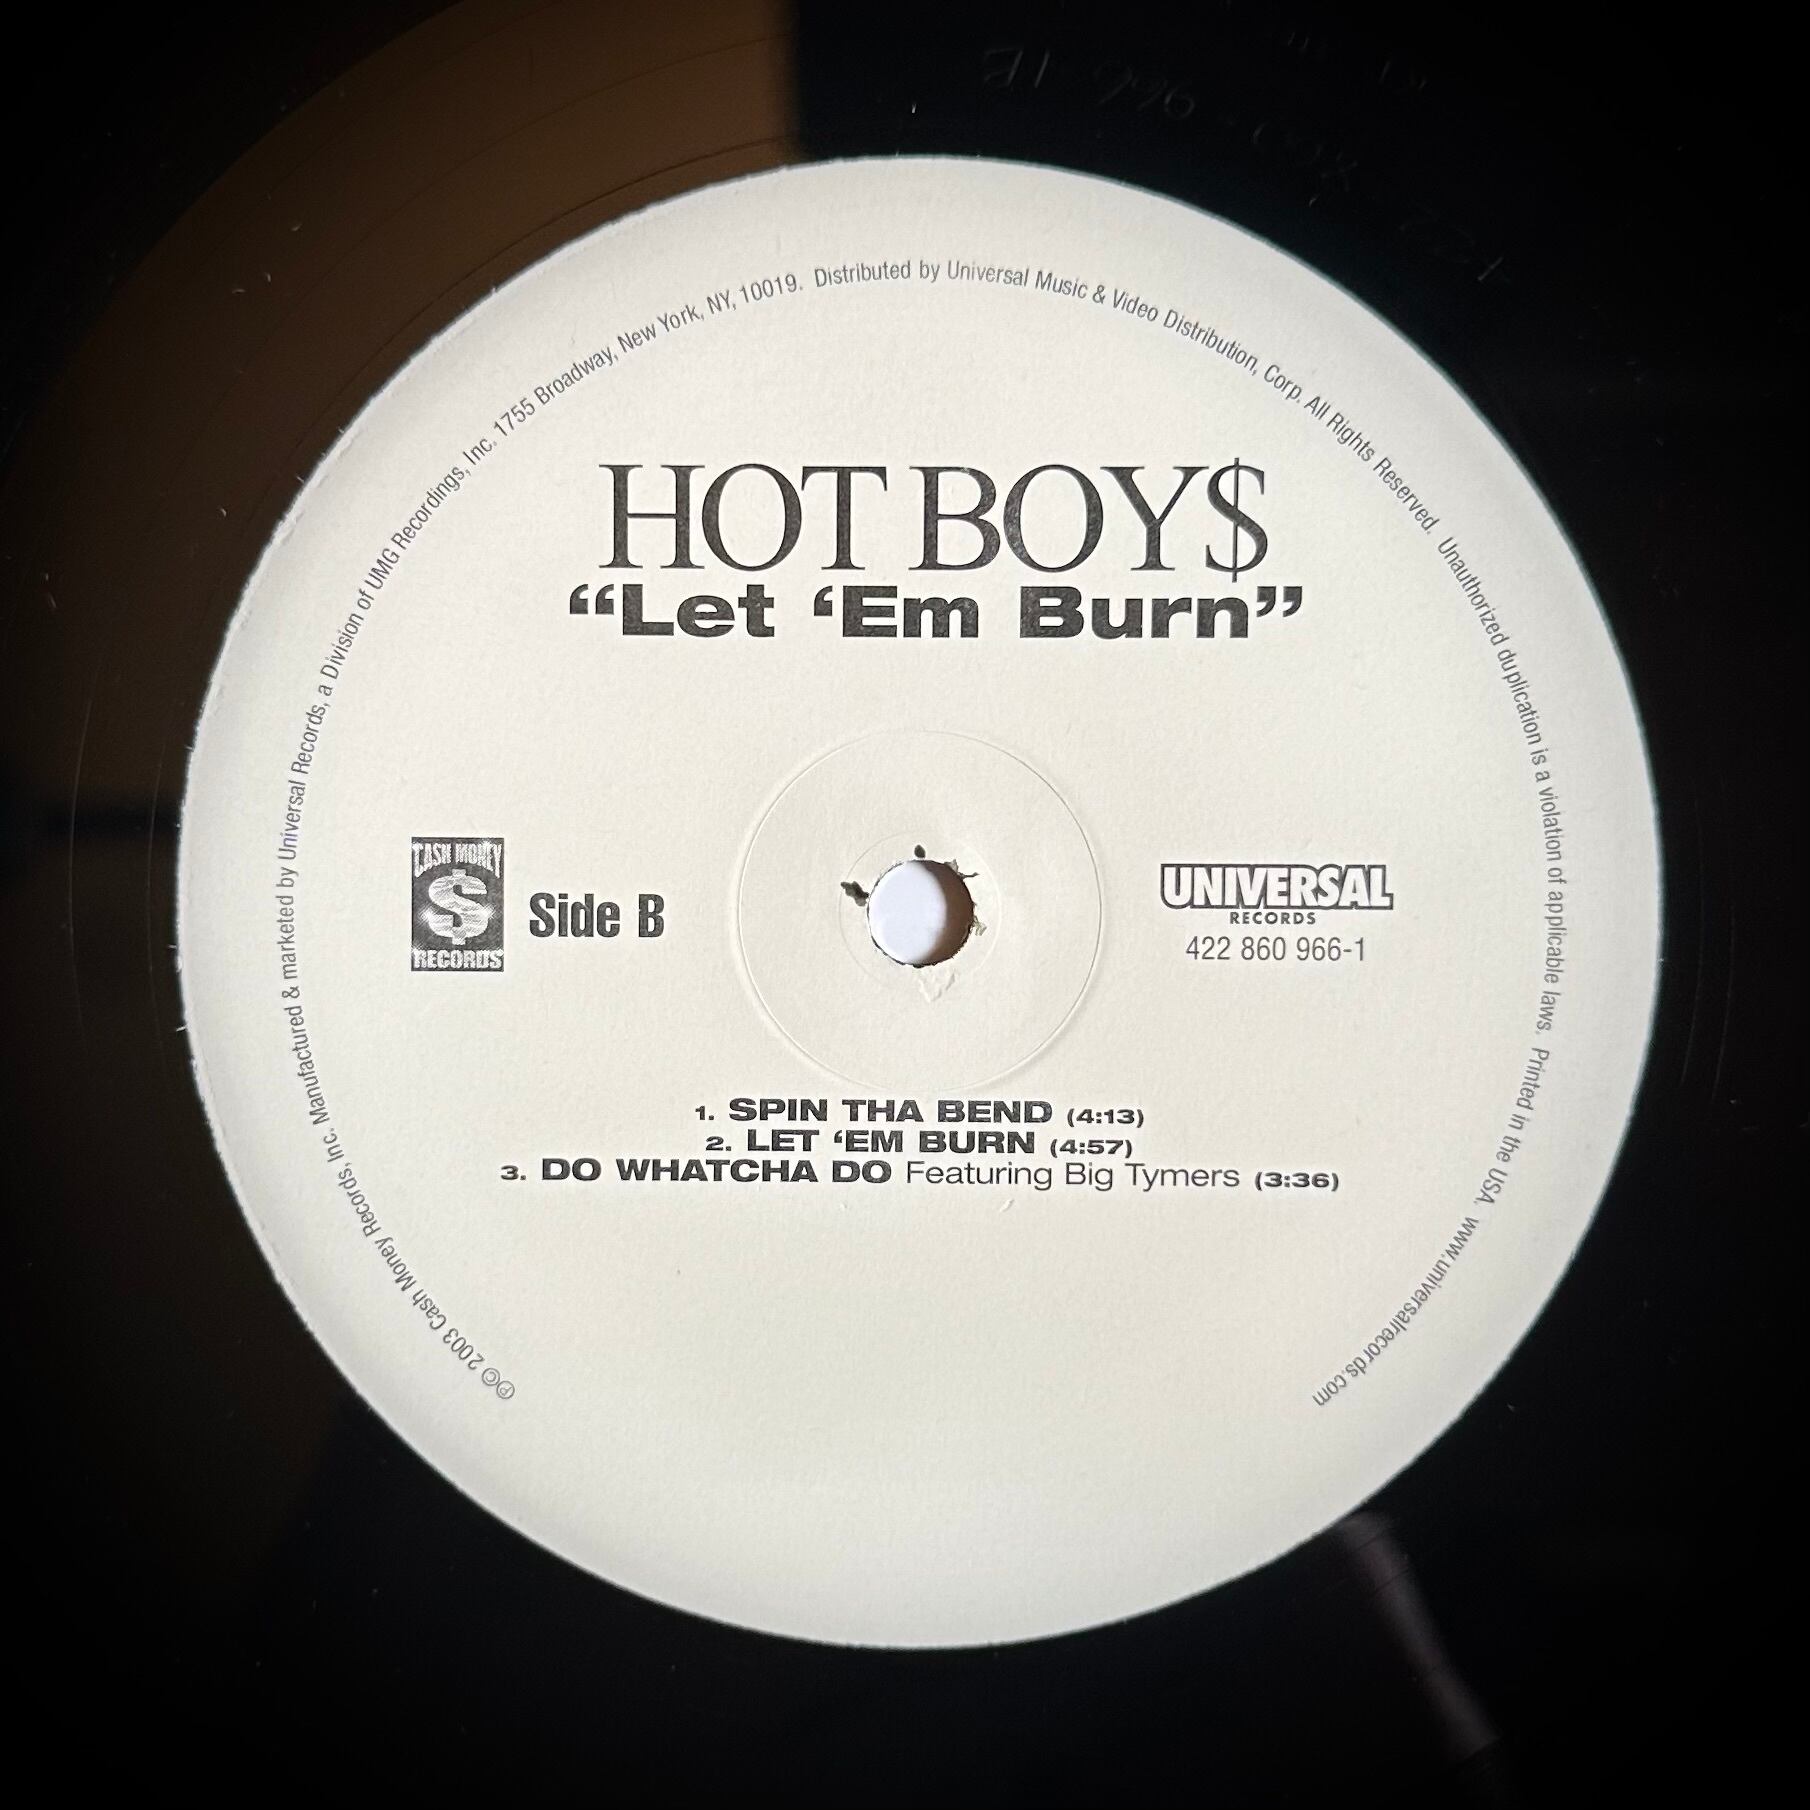 ℗© 2003 Cash Money Records, Inc. Manufactured & marketed by Universal Records, a Division of UMG Recordings, Inc. 1755 Broadway, New York, NY, 10019. Distributed by Universal Music & Video Distribution, Corp. All Rights Reserved. Unauthorized duplication is a violation of applicable laws. Printed in the USA. www.universalrecords.com
HOT BOY$
“Let ‘Em Burn”
CASH MONEY
$
RECORDS
Side B
UNIVERSAL
RECORDS
422 860 966-1
1. SPIN THA BEND (4:13)
2. LET ‘EM BURN (4:57)
3. DO WHATCHA DO Featuring Big Tymers (3:36)